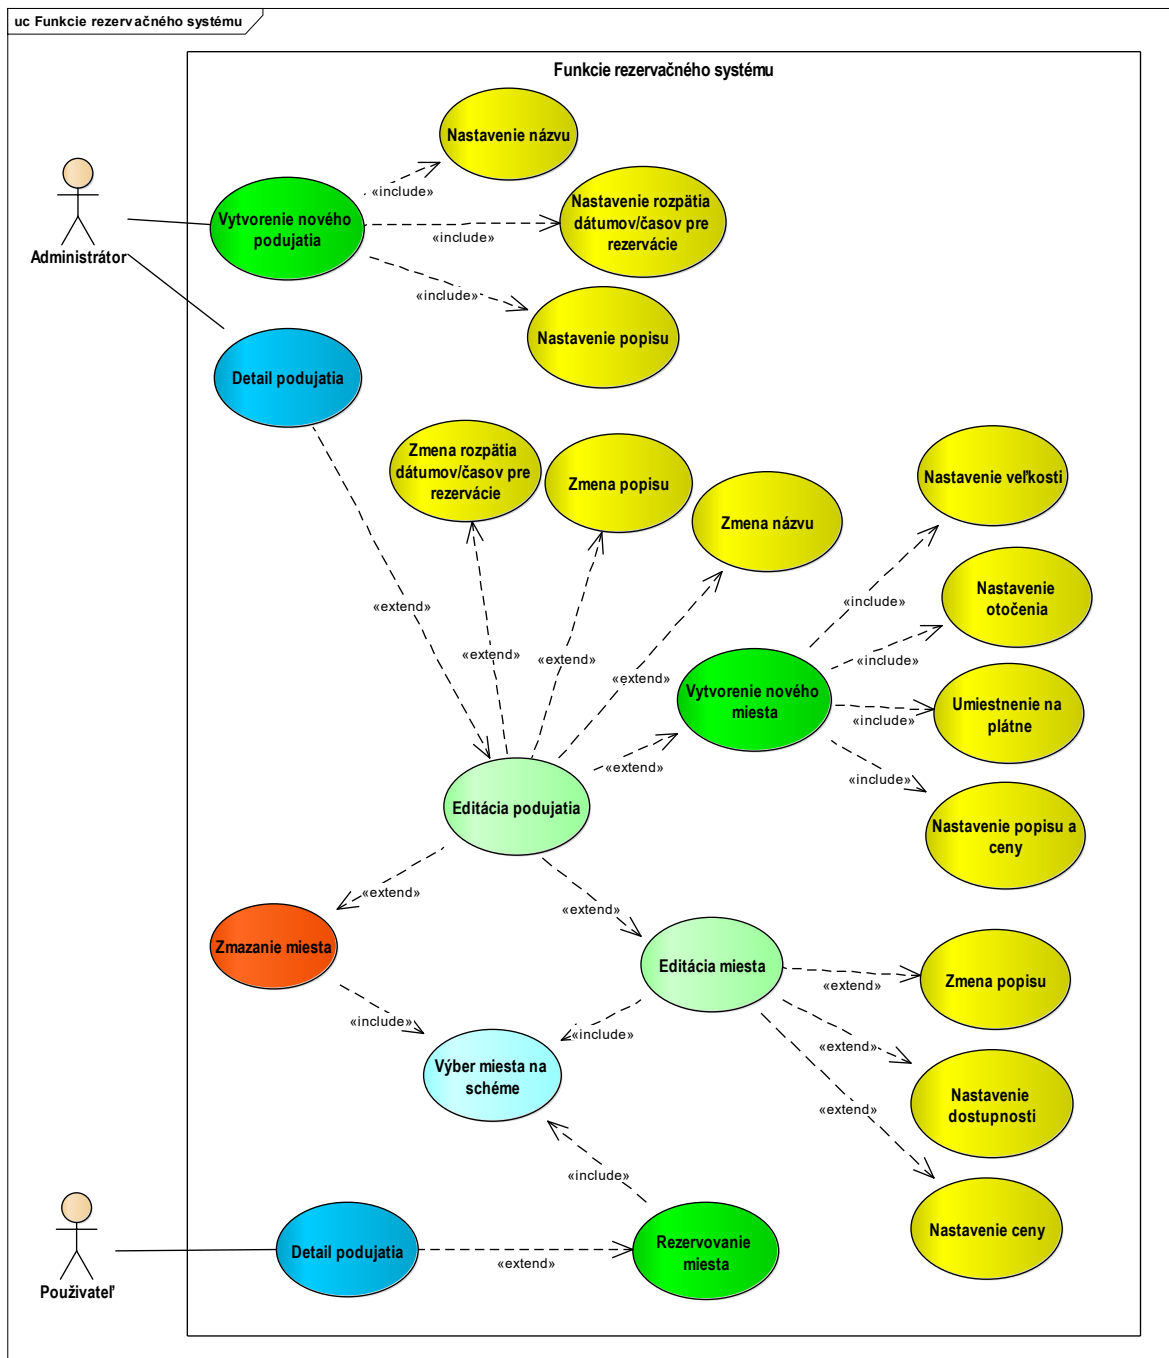 uc Funkcie rezervačného systému
Funkcie rezervačného systému
Nastavenie názvu
«include»
Administrátor
Vytvorenie nového
podujatia
«include»
Nastavenie rozpätia
dátumov/časov pre
rezervácie
«include»
Nastavenie popisu
Detail podujatia
Zmena rozpätia
dátumov/časov pre
rezervácie
Zmena popisu
Zmena názvu
Nastavenie veľkosti
«extend»
«extend»
«extend»
«extend»
«include»
Nastavenie
otočenia
«include»
Vytvorenie nového
miesta
«include»
Umiestnenie na
plátne
«extend»
«include»
Nastavenie popisu a
ceny
Editácia podujatia
«extend»
«extend»
Zmazanie miesta
Editácia miesta
«extend»
Zmena popisu
«include»
«include»
«extend»
Výber miesta na
schéme
«extend»
Nastavenie
dostupnosti
«include»
Nastavenie ceny
Používateľ
Detail podujatia
«extend»
Rezervovanie
miesta